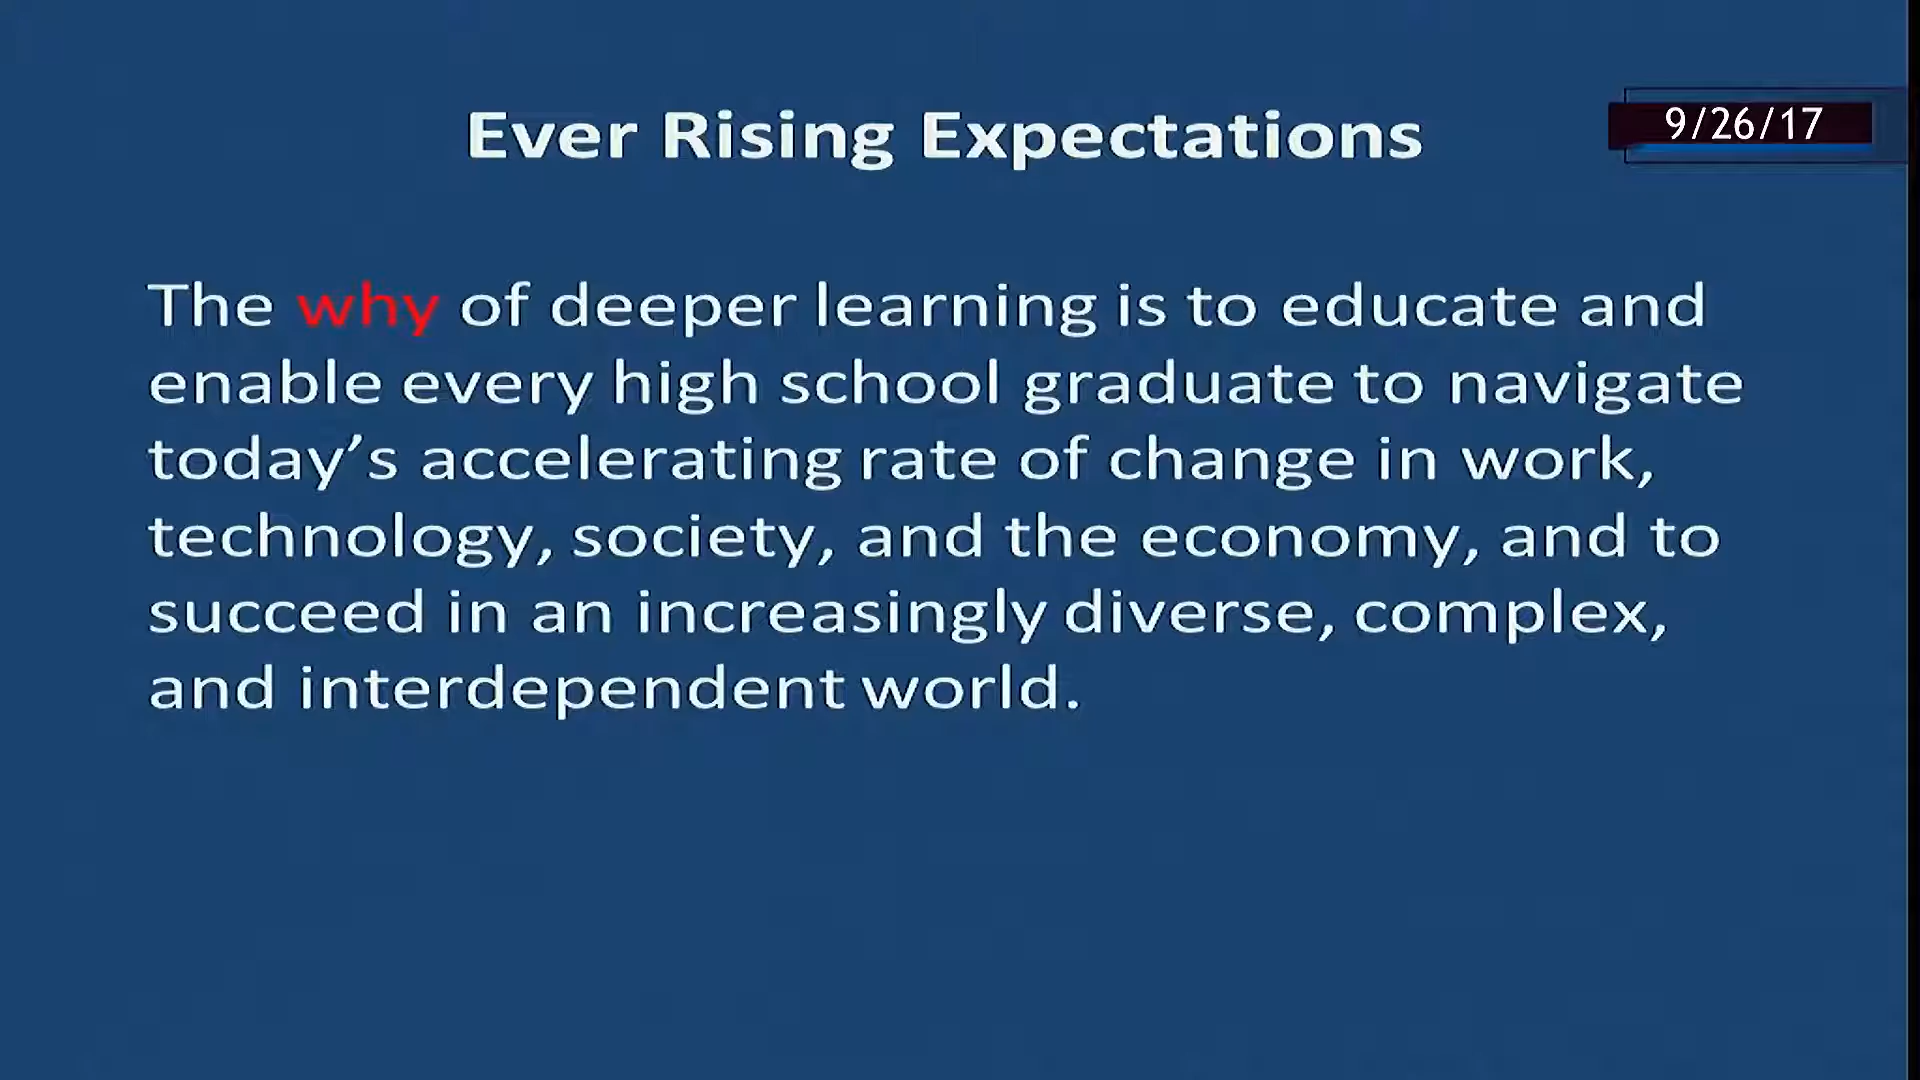 Ever Rising Expectations
9/26/17
The why of deeper learning is to educate and
enable every high school graduate to navigate
today’s accelerating rate of change in work,
technology, society, and the economy, and to
succeed in an increasingly diverse, complex,
and interdependent world.